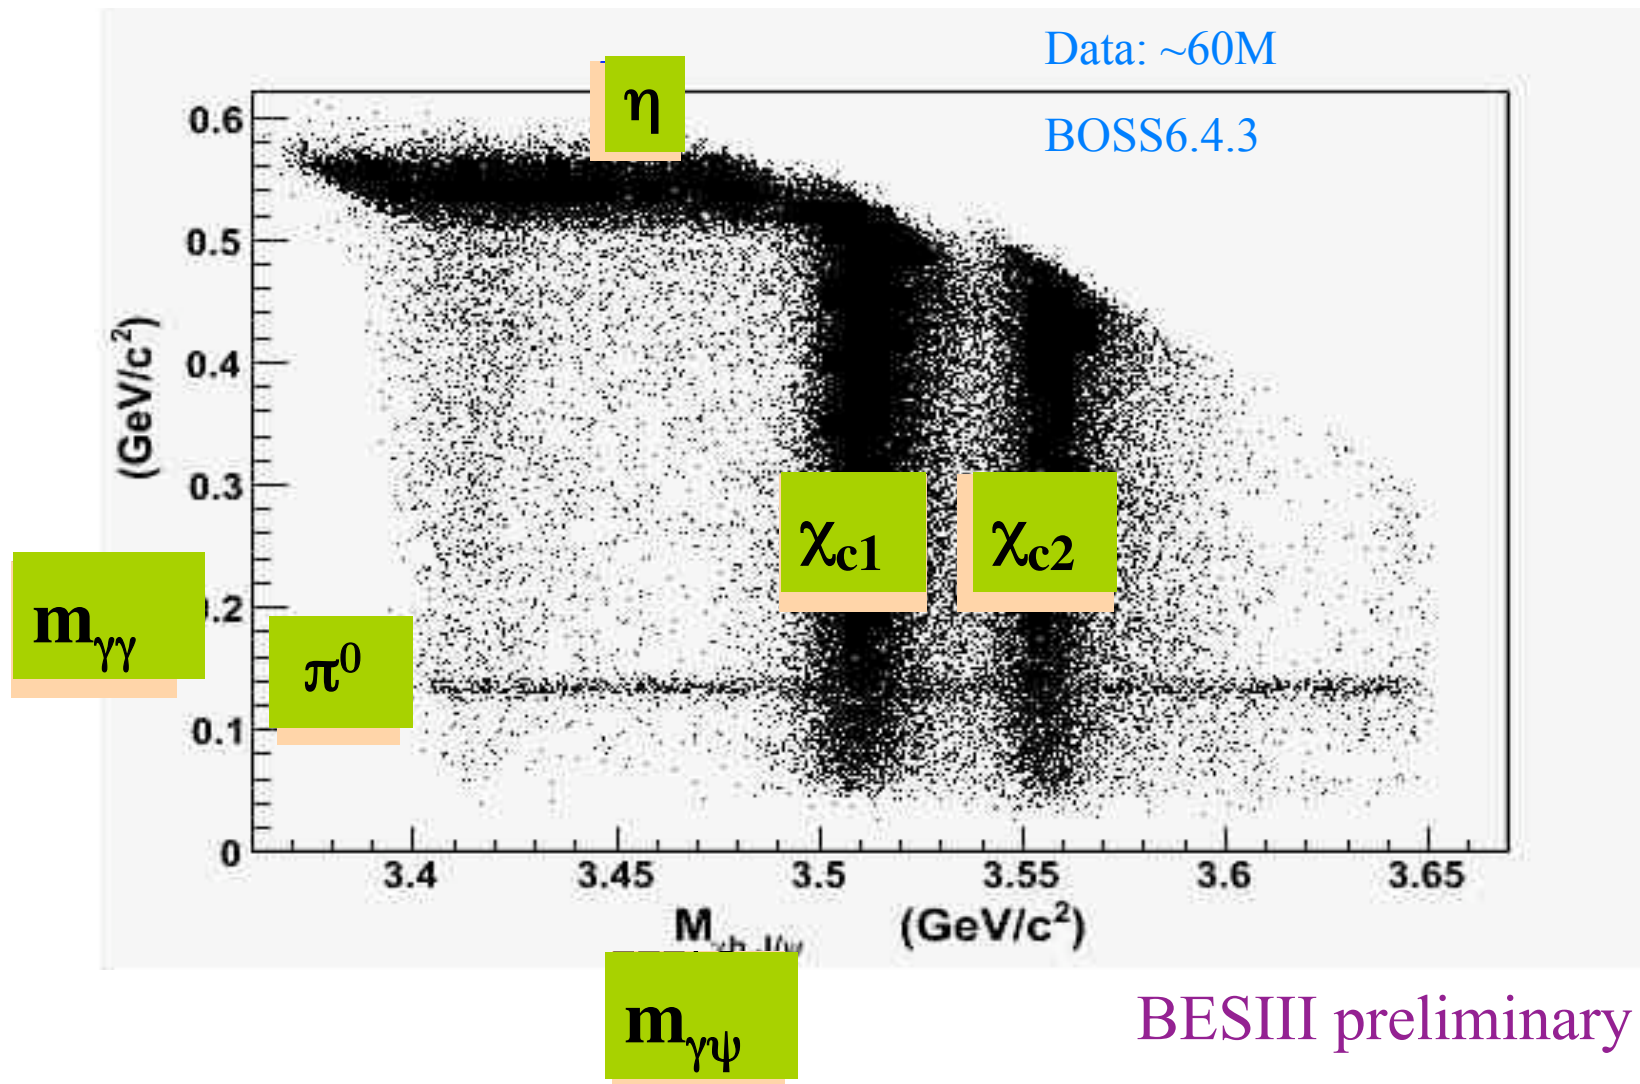 Data: ~60M
BOSS6.4.3
η
0.6
0.5
0.4
0.3
0.1
0
(GeV/c²)
χc1
χc2
mγγ
π⁰
3.4
3.45
3.5
3.55
3.6
3.65
M (GeV/c²)
mγψ
BESIII preliminary